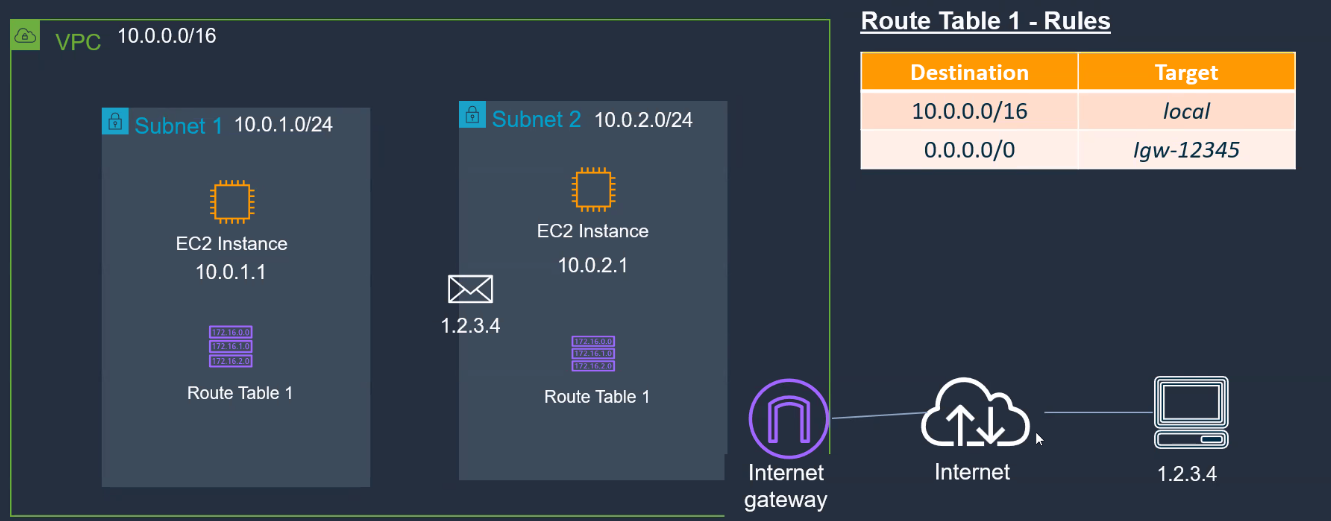 VPC 10.0.0.0/16
Route Table 1 - Rules
Destination Target
10.0.0.0/16 local
0.0.0.0/0 Igw-12345
Subnet 1 10.0.1.0/24
EC2 Instance
10.0.1.1
172.16.0.0
172.16.1.0
172.16.2.0
Route Table 1
Subnet 2 10.0.2.0/24
EC2 Instance
10.0.2.1
1.2.3.4
172.16.0.0
172.16.1.0
172.16.2.0
Route Table 1
Internet
gateway
Internet
1.2.3.4